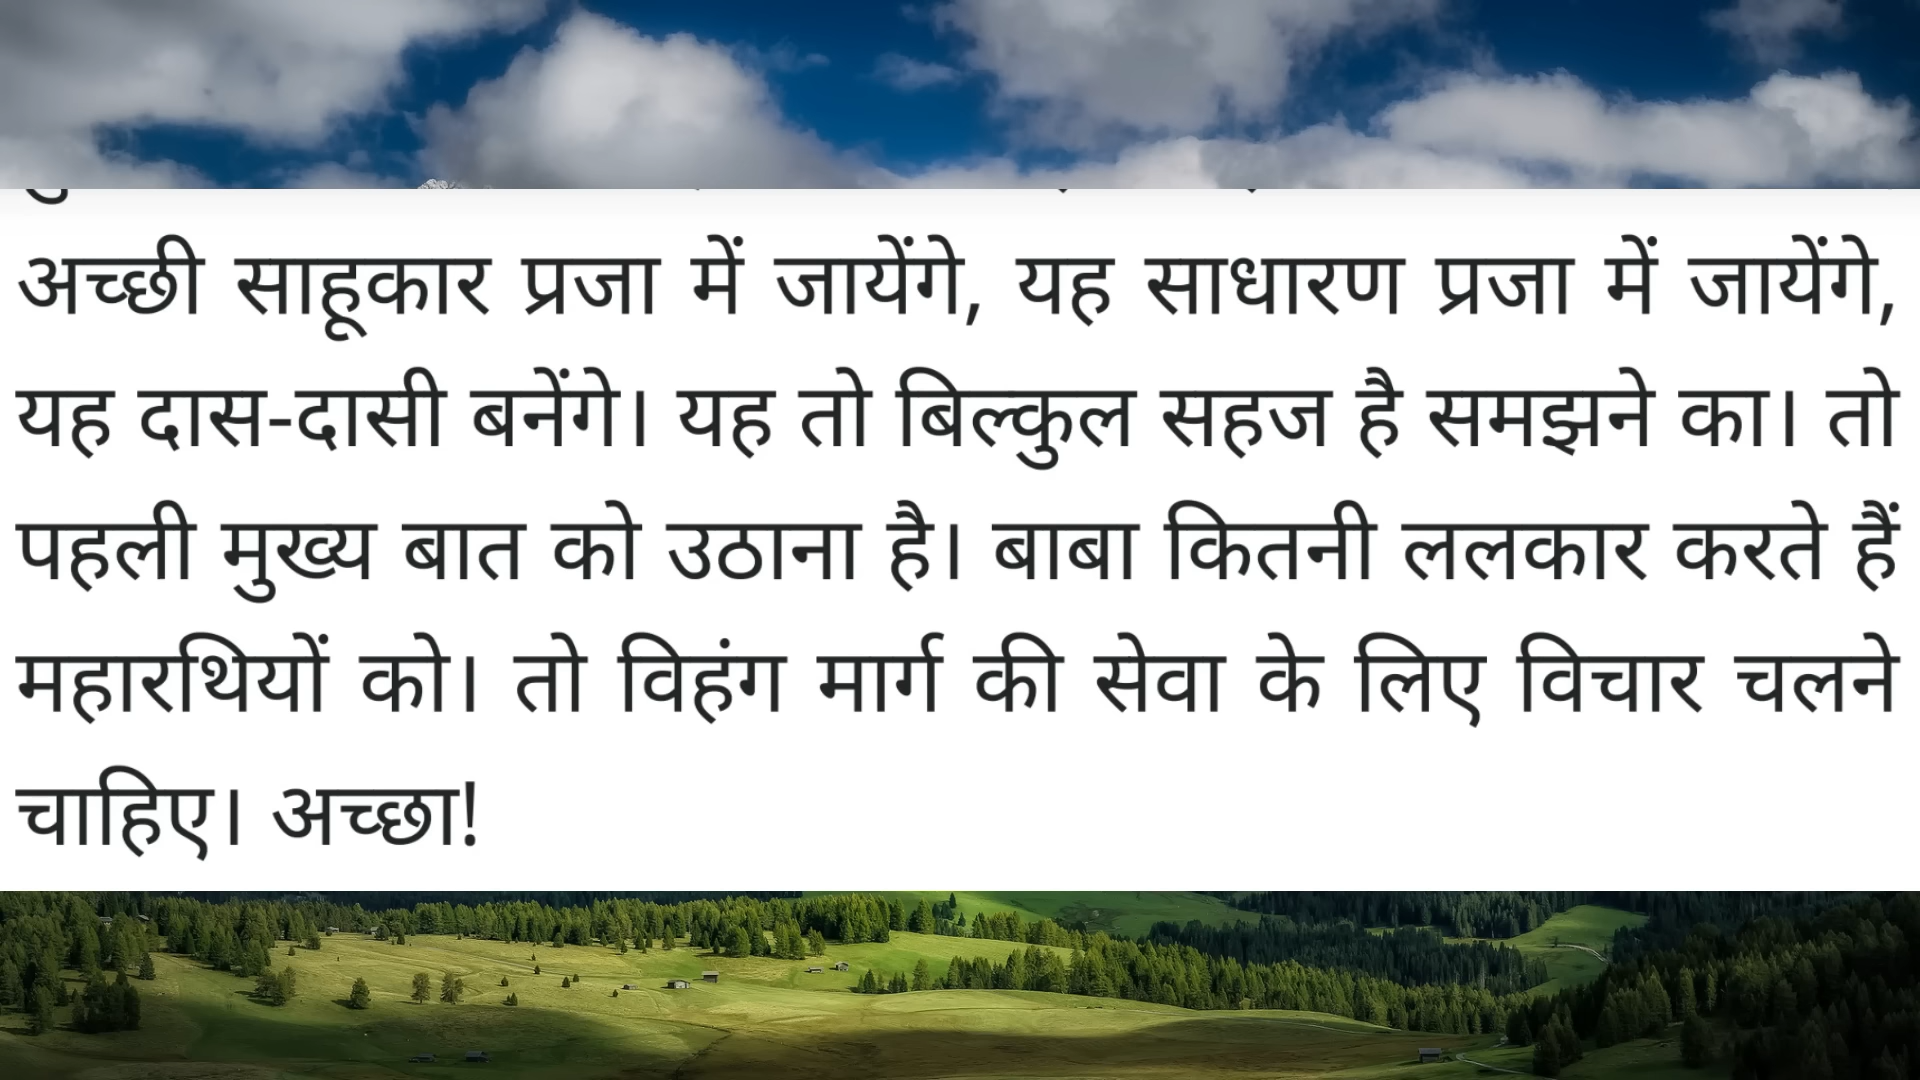 अच्छी साहूकार प्रजा में जायेंगे, यह साधारण प्रजा में जायेंगे,
यह दास-दासी बनेंगे। यह तो बिल्कुल सहज है समझने का। तो
पहली मुख्य बात को उठाना है। बाबा कितनी ललकार करते हैं
महारथियों को। तो विहंग मार्ग की सेवा के लिए विचार चलने
चाहिए। अच्छा!